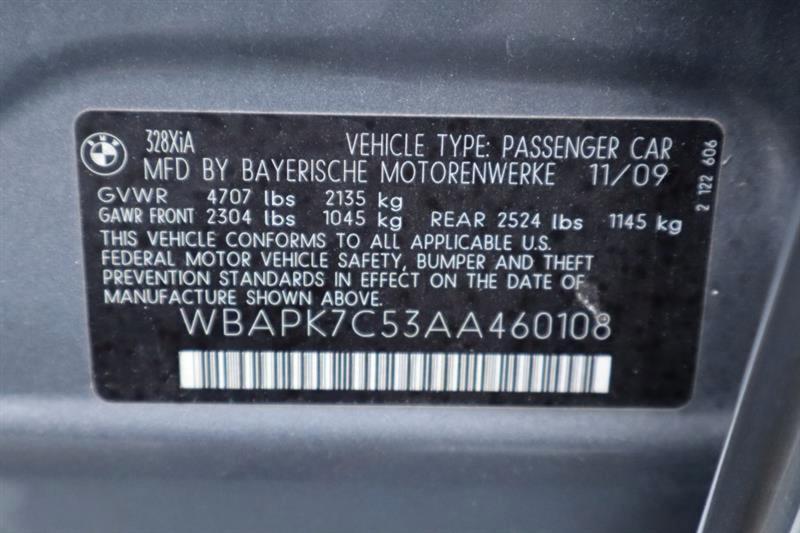 328XiA VEHICLE TYPE: PASSENGER CAR
MFD BY BAYERISCHE MOTORENWERKE 11/09
GVWR 4707 lbs 2135 kg
GAWR FRONT 2304 lbs 1045 kg REAR 2524 lbs 1145 kg
THIS VEHICLE CONFORMS TO ALL APPLICABLE U.S.
FEDERAL MOTOR VEHICLE SAFETY, BUMPER AND THEFT
PREVENTION STANDARDS IN EFFECT ON THE DATE OF
MANUFACTURE SHOWN ABOVE.
WBAPK7C53AA460108
2 122 606